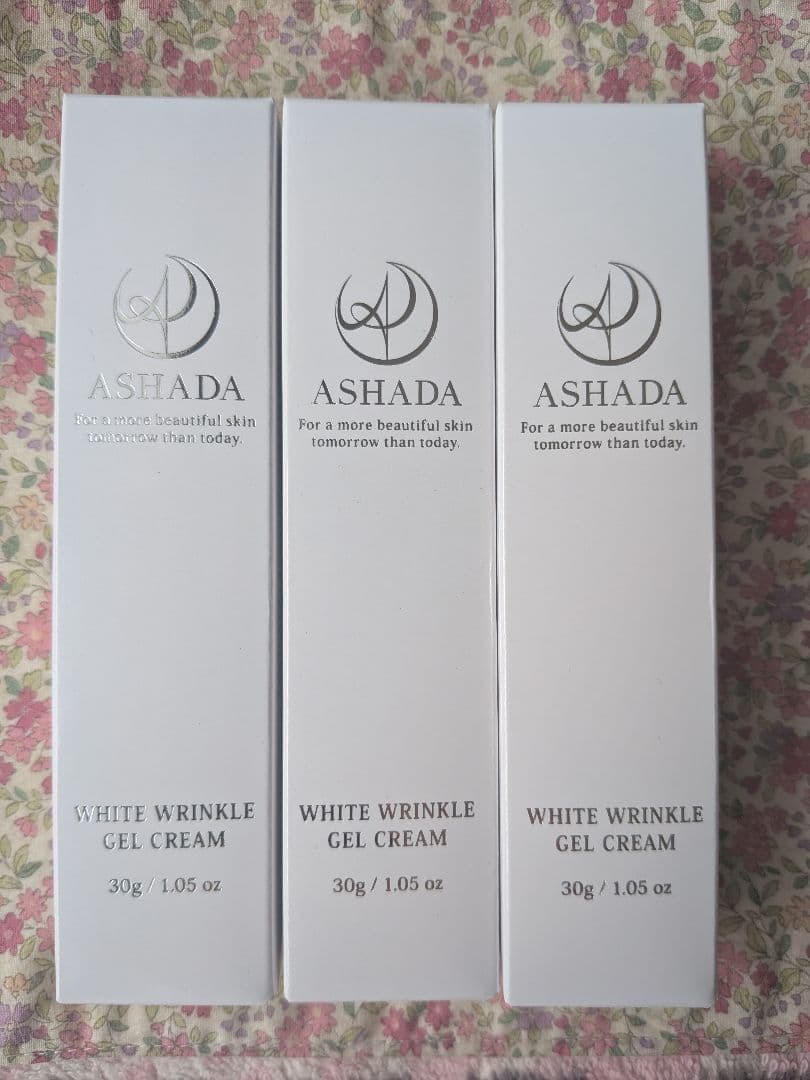 ASHADA
For a more beautiful skin
tomorrow than today.
WHITE WRINKLE
GEL CREAM
30g / 1.05 oz
ASHADA
For a more beautiful skin
tomorrow than today.
WHITE WRINKLE
GEL CREAM
30g / 1.05 oz
ASHADA
For a more beautiful skin
tomorrow than today.
WHITE WRINKLE
GEL CREAM
30g / 1.05 oz